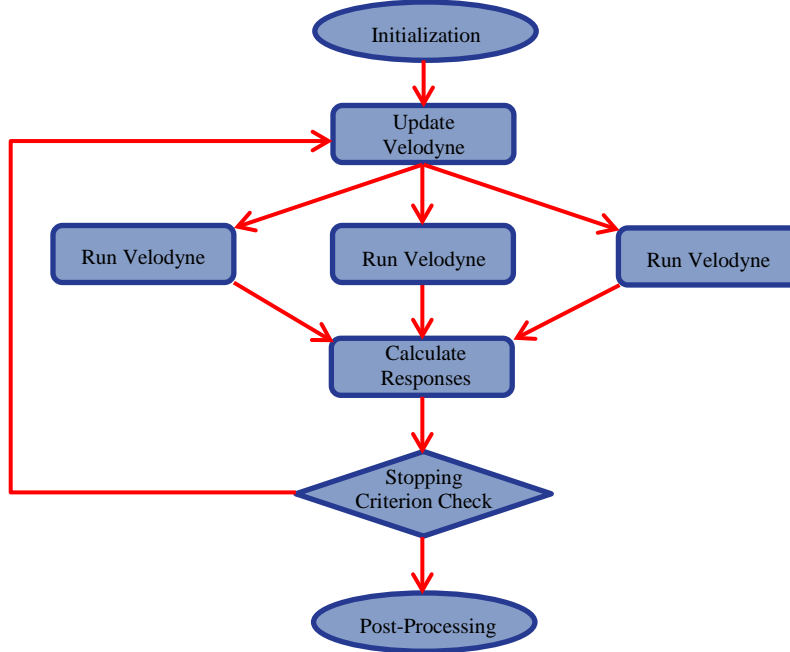 Initialization
Update
Velodyne
Run Velodyne
Run Velodyne
Run Velodyne
Calculate
Responses
Stopping
Criterion Check
Post-Processing